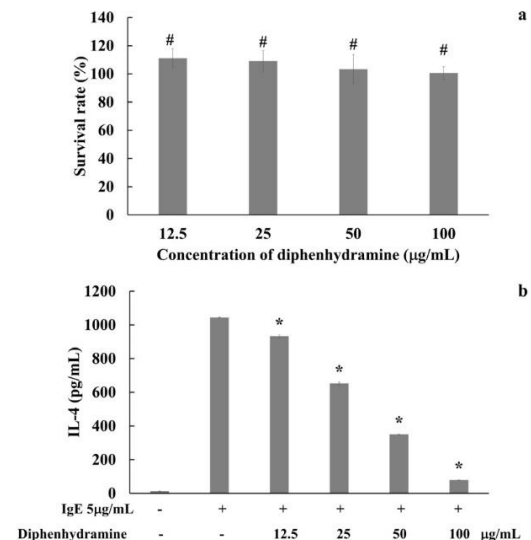 a
140
120
100
80
60
40
20
0
Survival rate (%)
# # # #
12.5 25 50 100
Concentration of diphenhydramine (μg/mL)
b
1200
1000
800
600
400
200
0
IL-4 (pg/mL)
* * * *
IgE 5μg/mL - + + + + +
Diphenhydramine - - 12.5 25 50 100 μg/mL